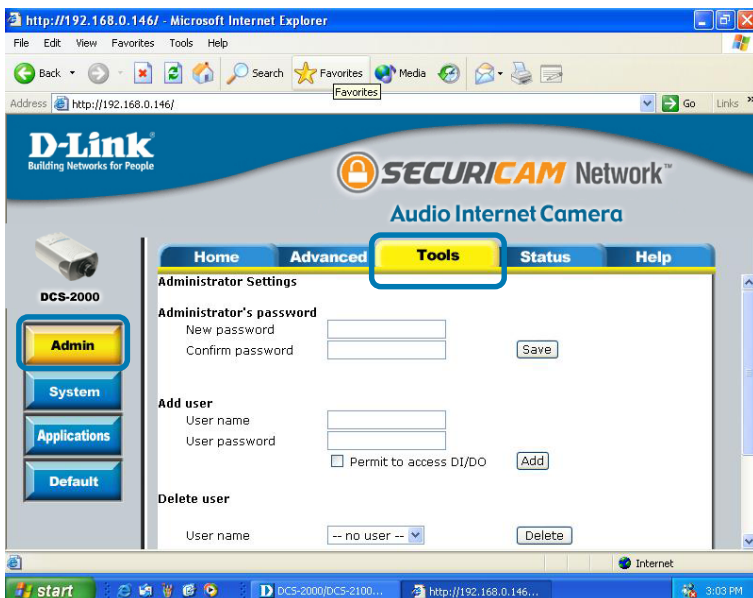 http://192.168.0.146/ - Microsoft Internet Explorer
File Edit View Favorites Tools Help
Back Search Favorites Media
Favorites
Address http://192.168.0.146/ Go Links »
D-Link
Building Networks for People
SECURICAM Network™
Audio Internet Camera
Home Advanced Tools Status Help
DCS-2000
Admin
System
Applications
Default
Administrator Settings
Administrator's password
New password
Confirm password Save
Add user
User name
User password
Permit to access DI/DO Add
Delete user
User name -- no user -- Delete
Internet
start DCS-2000/DCS-2100... http://192.168.0.146... 3:03 PM